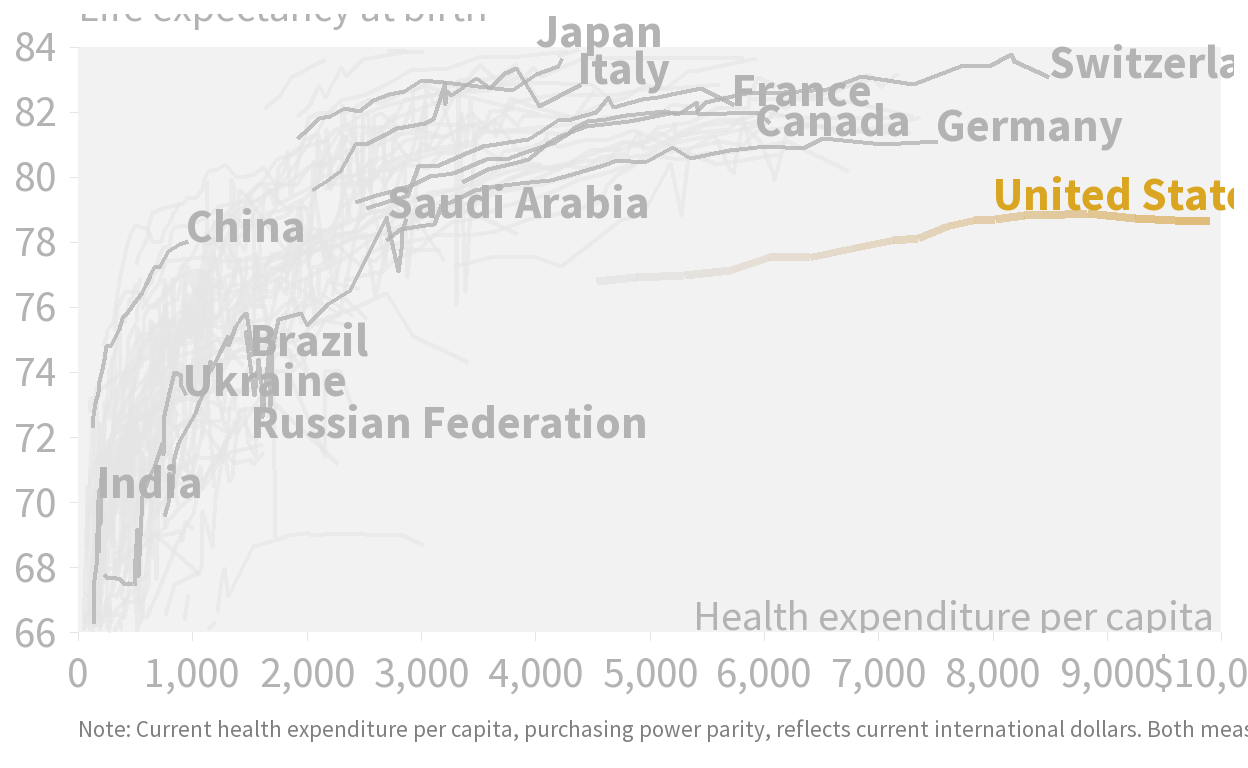 Life expectancy at birth
84
82
80
78
76
74
72
70
68
66
Japan
Italy
Switzerla
France
Canada
Germany
United State
Saudi Arabia
China
Brazil
Ukraine
Russian Federation
India
Health expenditure per capita
0 1,000 2,000 3,000 4,000 5,000 6,000 7,000 8,000 9,000 $10,0
Note: Current health expenditure per capita, purchasing power parity, reflects current international dollars. Both meas